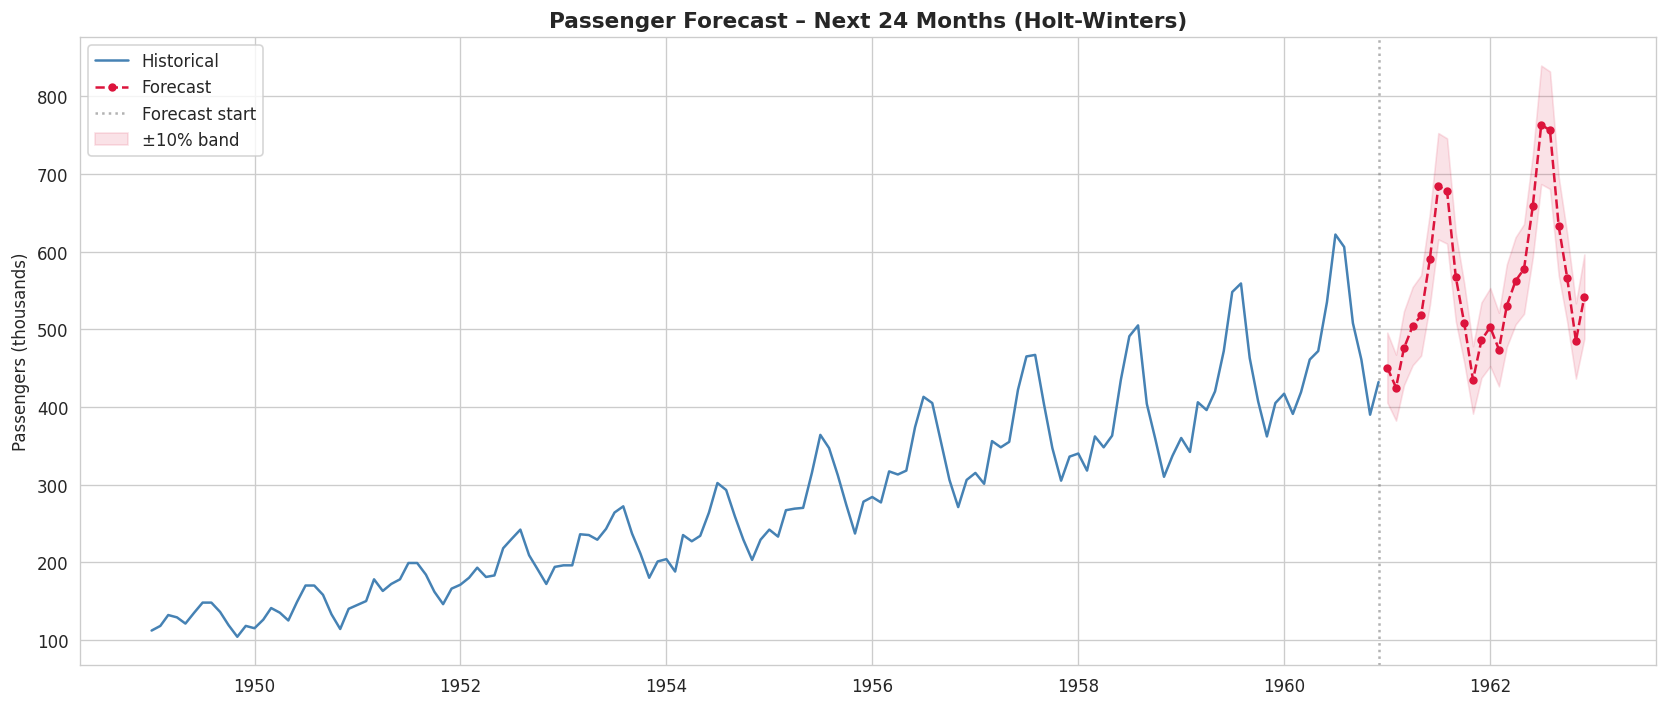 Passenger Forecast – Next 24 Months (Holt-Winters)
Historical
Forecast
Forecast start
±10% band
Passengers (thousands)
800
700
600
500
400
300
200
100
1950 1952 1954 1956 1958 1960 1962